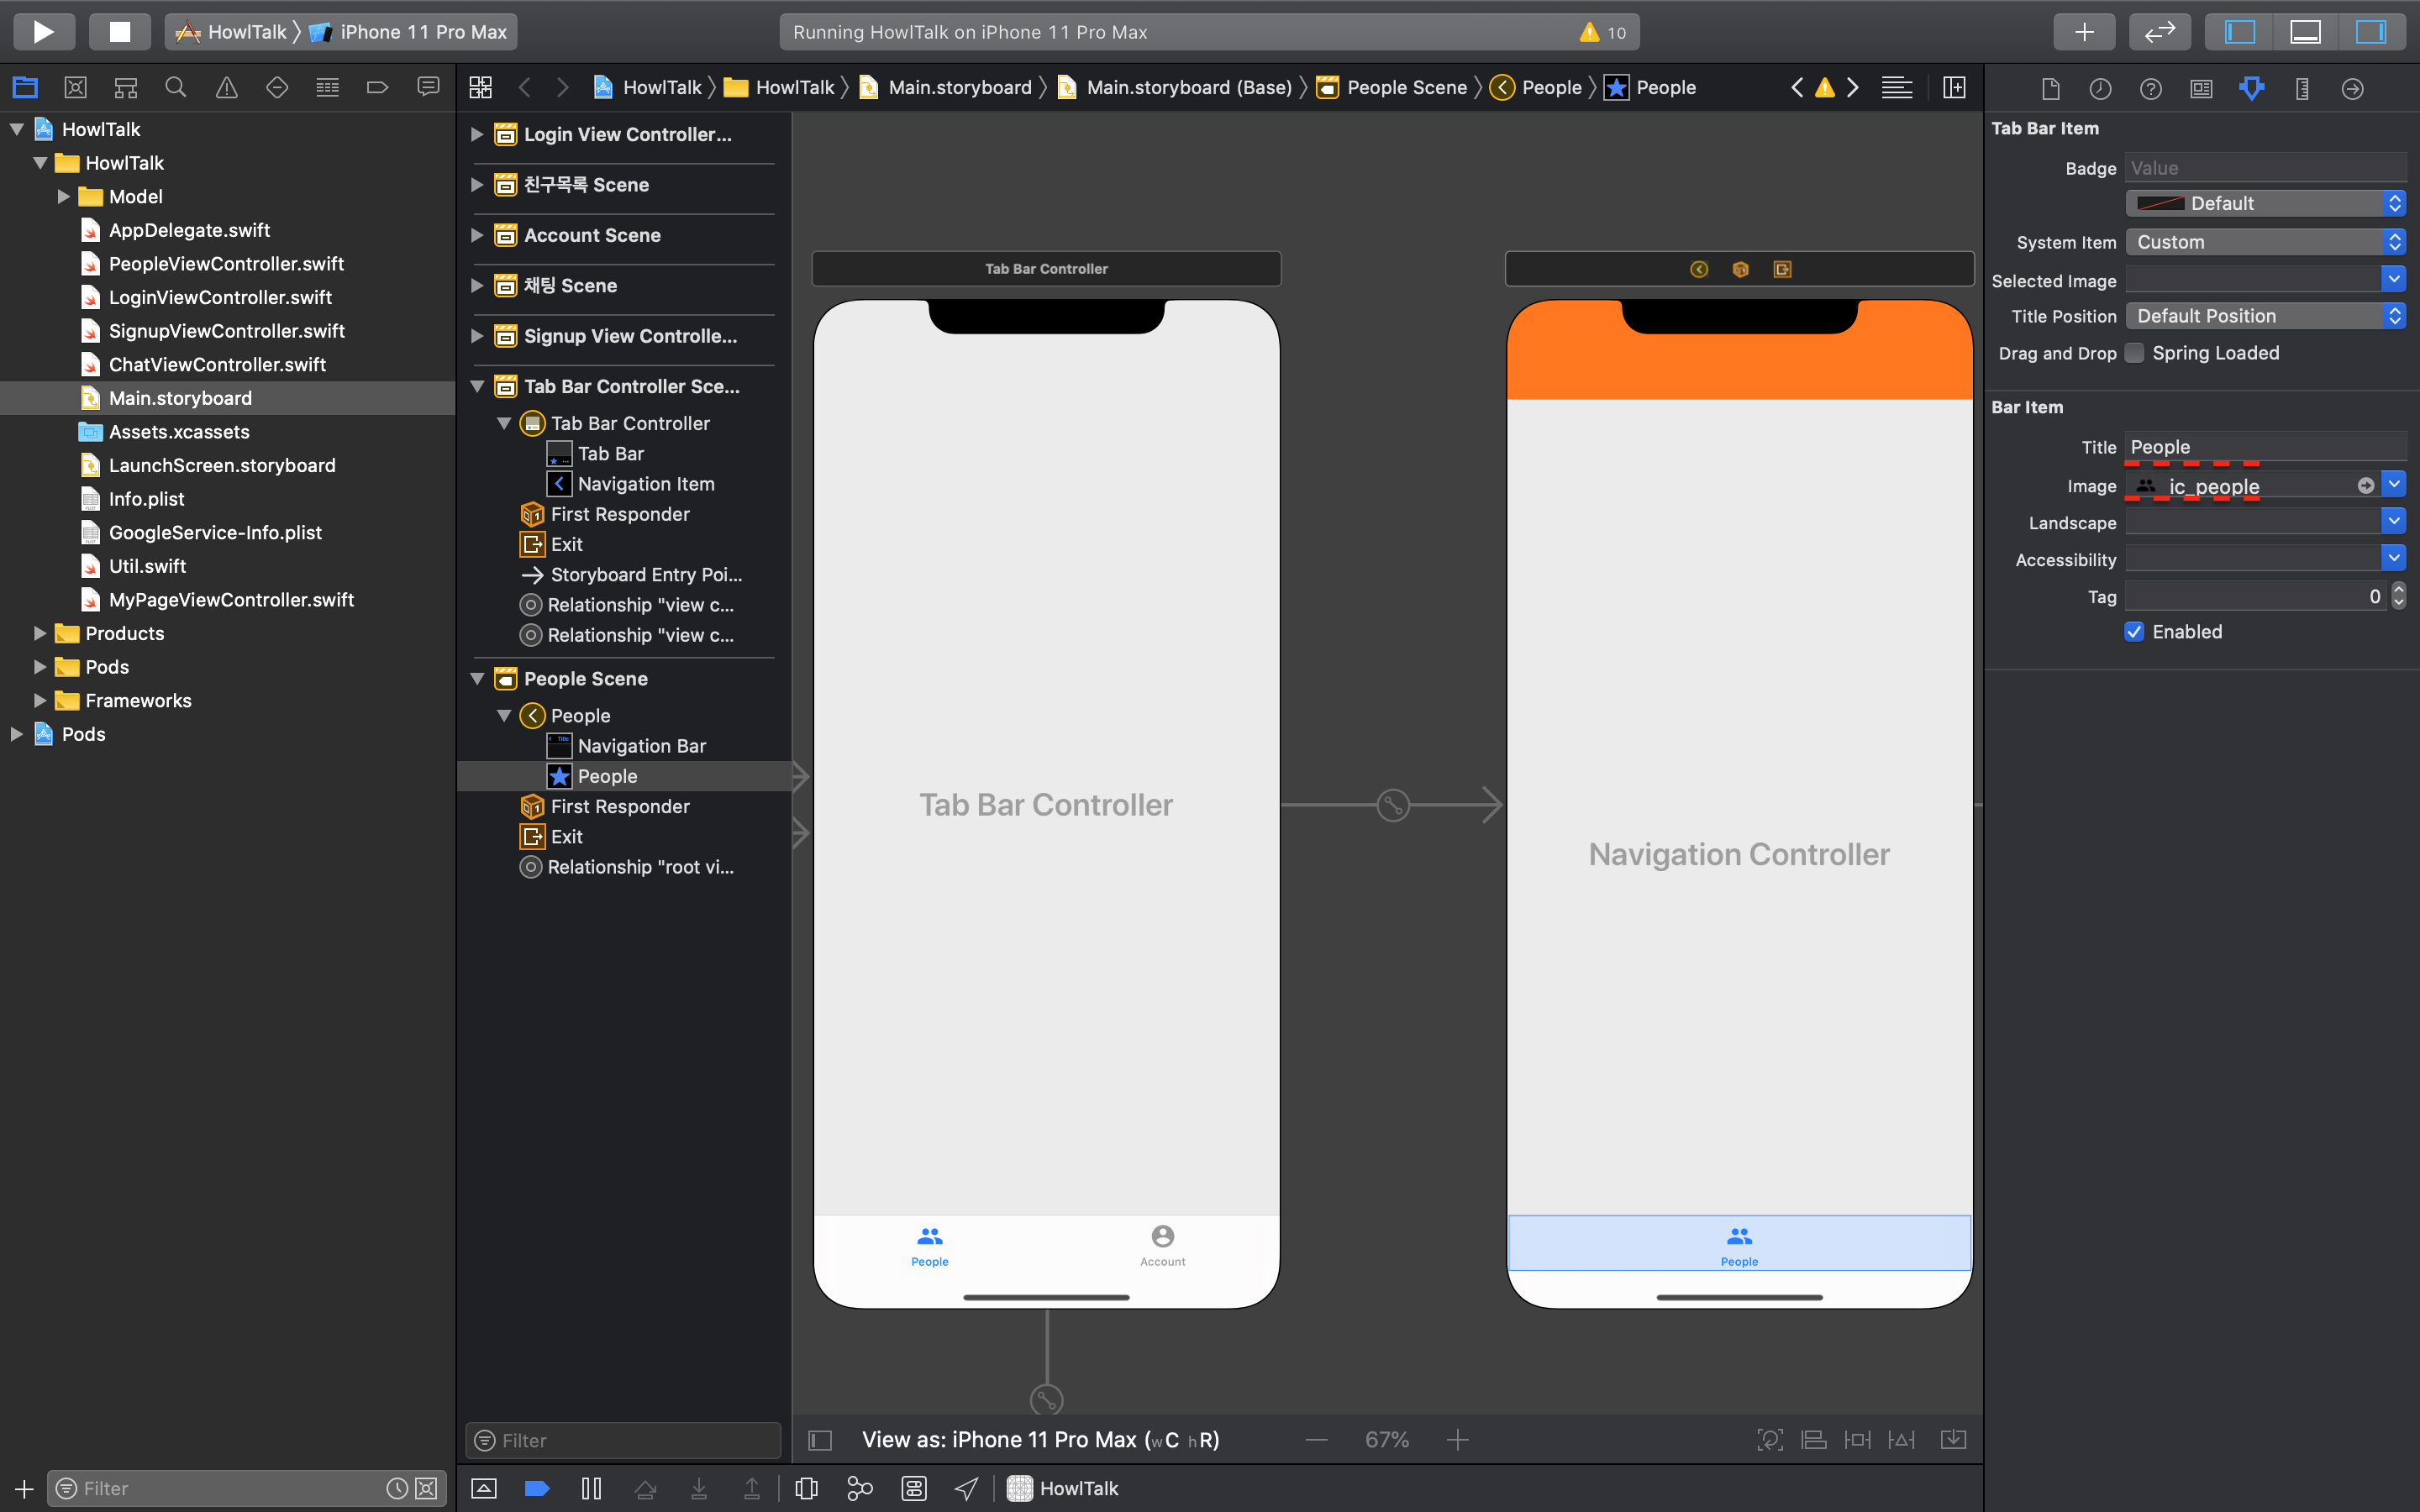 HowlTalk iPhone 11 Pro Max
Running HowlTalk on iPhone 11 Pro Max 10
HowlTalk
HowlTalk
Model
AppDelegate.swift
PeopleViewController.swift
LoginViewController.swift
SignupViewController.swift
ChatViewController.swift
Main.storyboard
Assets.xcassets
LaunchScreen.storyboard
Info.plist
GoogleService-Info.plist
Util.swift
MyPageViewController.swift
Products
Pods
Frameworks
Pods
Filter
HowlTalk HowlTalk Main.storyboard Main.storyboard (Base) People Scene People People
Login View Controller...
친구목록 Scene
Account Scene
채팅 Scene
Signup View Controlle...
Tab Bar Controller Sce...
Tab Bar Controller
Tab Bar
Navigation Item
First Responder
Exit
Storyboard Entry Poi...
Relationship "view c...
Relationship "view c...
People Scene
People
Navigation Bar
People
First Responder
Exit
Relationship "root vi...
Filter
Tab Bar Controller
Tab Bar Controller
People Account
Navigation Controller
People
View as: iPhone 11 Pro Max (wC hR) 67%
HowlTalk
Tab Bar Item
Badge Value
Default
System Item Custom
Selected Image
Title Position Default Position
Drag and Drop Spring Loaded
Bar Item
Title People
Image ic_people
Landscape
Accessibility
Tag 0
Enabled